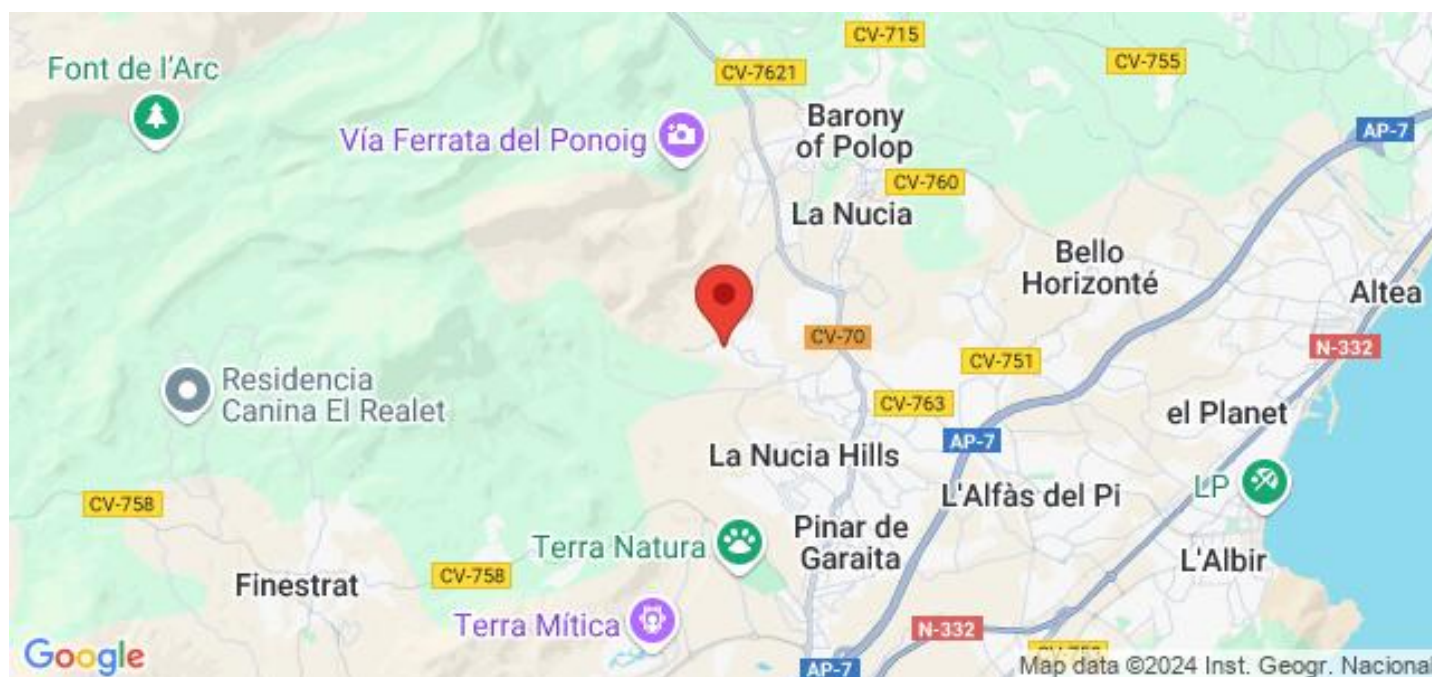 CV-715
CV-755
Font de l'Arc
CV-7621
Barony
of Polop
Vía Ferrata del Ponoig
AP-7
CV-760
La Nucia
Bello
Horizonté
Altea
CV-70
N-332
CV-751
Residencia
Canina El Realet
CV-763
el Planet
AP-7
La Nucia Hills
LP
L'Alfàs del Pi
CV-758
Pinar de
Garaita
Terra Natura
L'Albir
CV-758
Finestrat
Terra Mítica
N-332
Google
AP-7
Map data ©2024 Inst. Geogr. Nacional